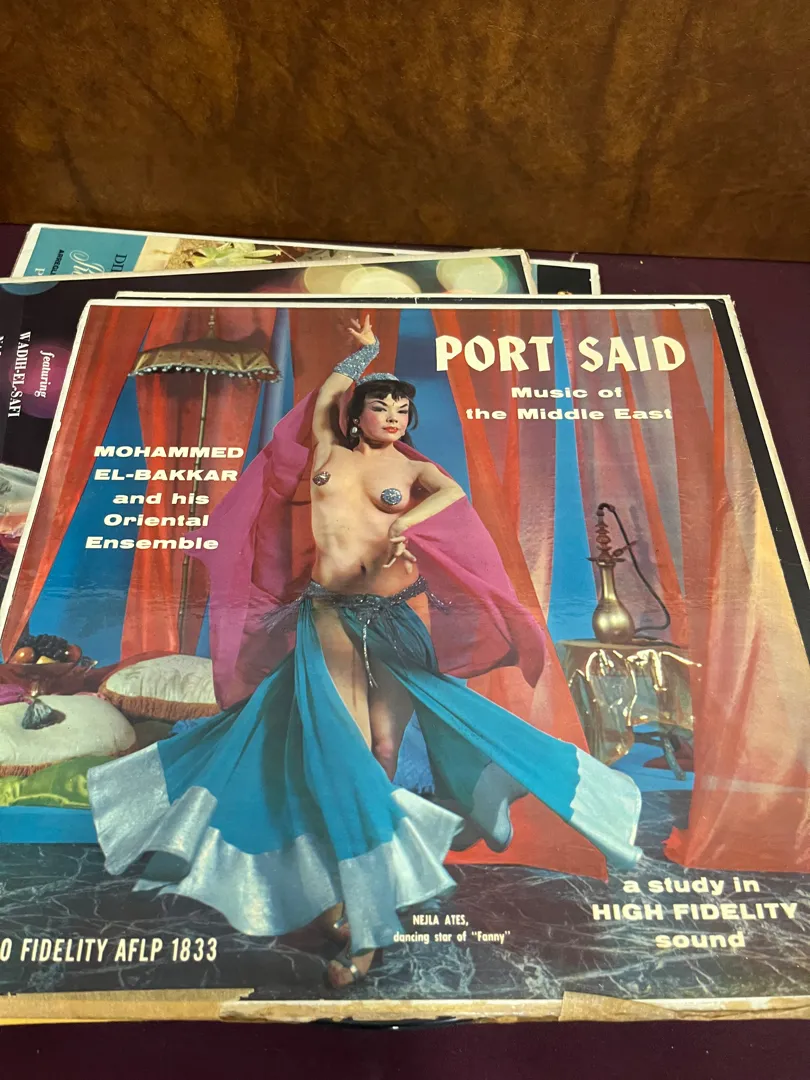 PORT SAID
Music of
the Middle East
MOHAMMED
EL-BAKKAR
and his
Oriental
Ensemble
a study in
HIGH FIDELITY
sound
NEJLA ATES,
dancing star of "Fanny"
O FIDELITY AFLP 1833
featuring
WADIH-EL-SAFI